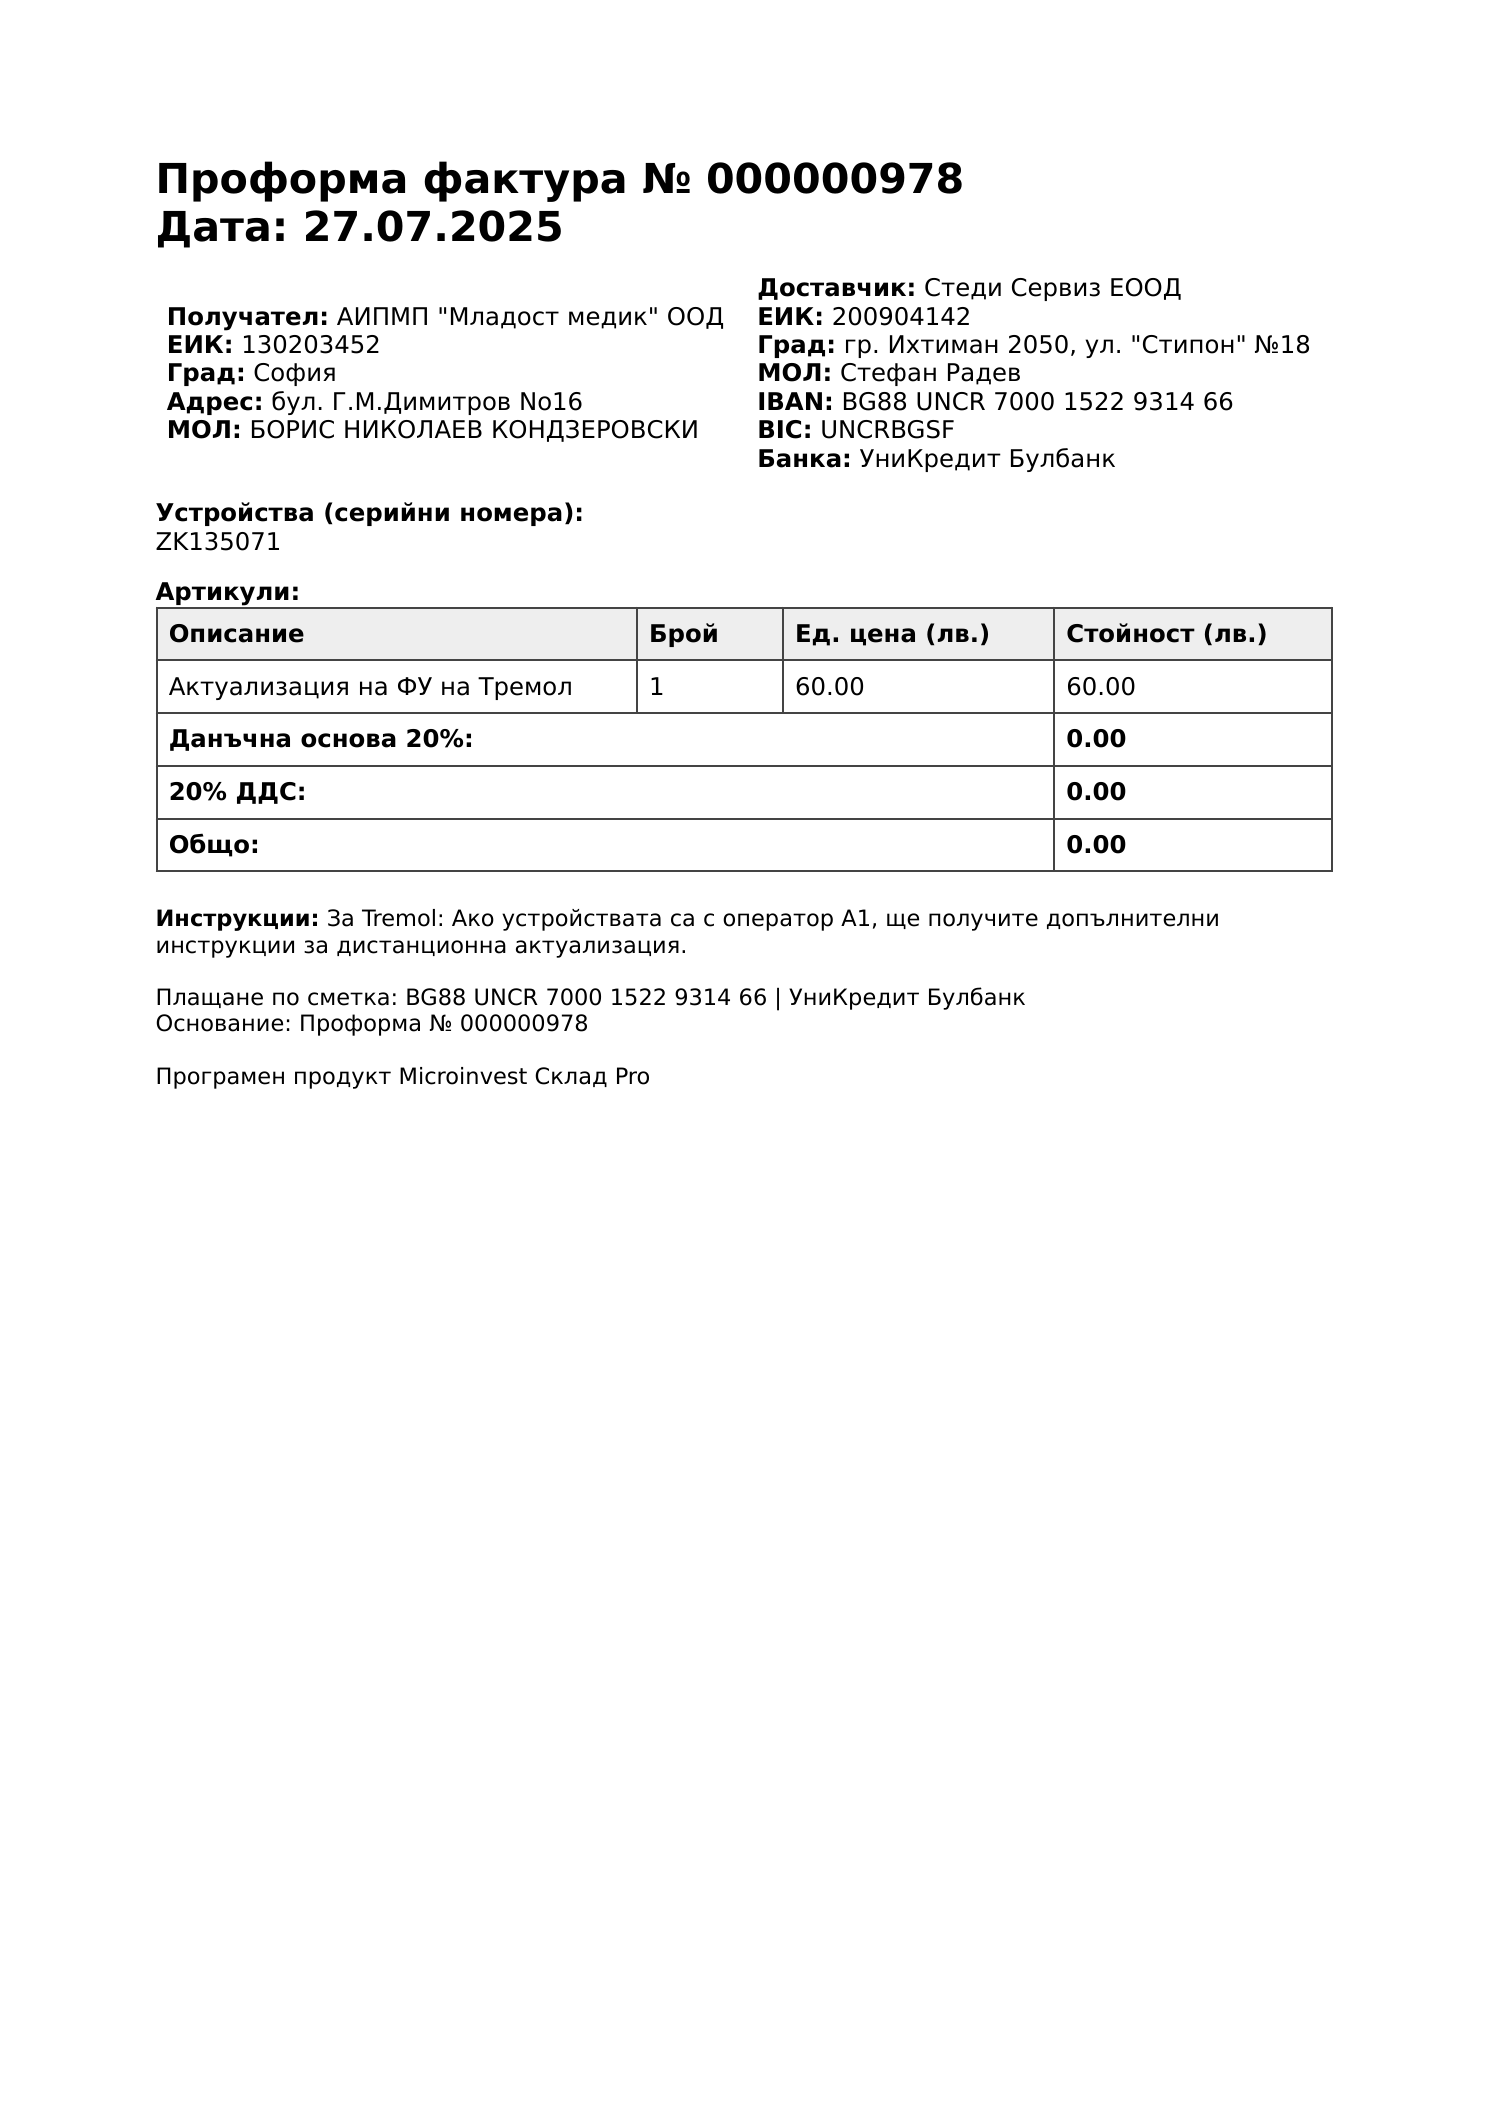 Проформа фактура № 000000978
Дата: 27.07.2025
Получател: АИПМП "Младост медик" ООД
ЕИК: 130203452
Град: София
Адрес: бул. Г.М.Димитров No16
МОЛ: БОРИС НИКОЛАЕВ КОНДЗЕРОВСКИ
Доставчик: Стеди Сервиз ЕООД
ЕИК: 200904142
Град: гр. Ихтиман 2050, ул. "Стипон" №18
МОЛ: Стефан Радев
IBAN: BG88 UNCR 7000 1522 9314 66
BIC: UNCRBGSF
Банка: УниКредит Булбанк
Устройства (серийни номера):
ZK135071
Артикули:
Описание Брой Ед. цена (лв.) Стойност (лв.)
Актуализация на ФУ на Тремол 1 60.00 60.00
Данъчна основа 20%: 0.00
20% ДДС: 0.00
Общо: 0.00
Инструкции: За Tremol: Ако устройствата са с оператор А1, ще получите допълнителни
инструкции за дистанционна актуализация.
Плащане по сметка: BG88 UNCR 7000 1522 9314 66 | УниКредит Булбанк
Основание: Проформа № 000000978
Програмен продукт Microinvest Склад Pro